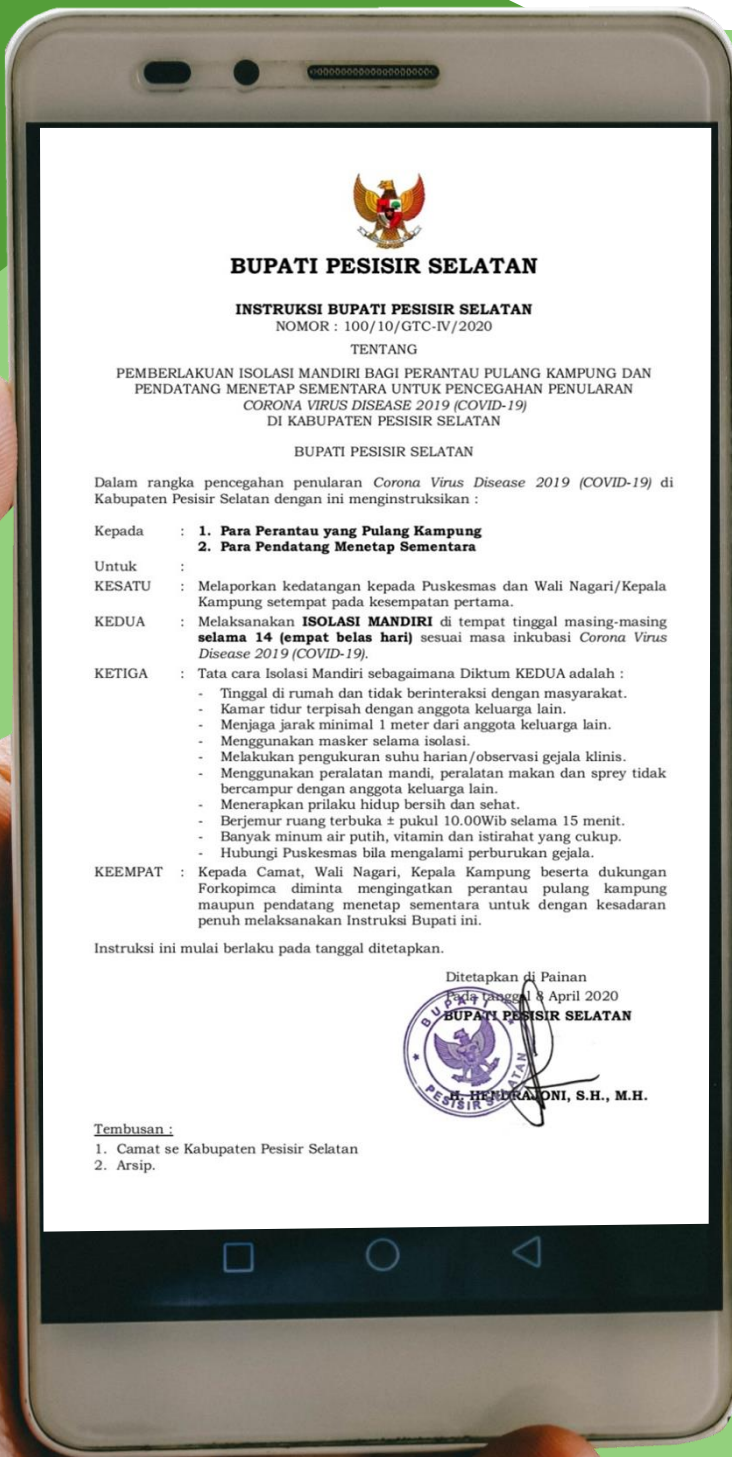 BUPATI PESISIR SELATAN
INSTRUKSI BUPATI PESISIR SELATAN
NOMOR : 100/10/GTC-IV/2020
TENTANG
PEMBERLAKUAN ISOLASI MANDIRI BAGI PERANTAU PULANG KAMPUNG DAN
PENDATANG MENETAP SEMENTARA UNTUK PENCEGAHAN PENULARAN
CORONA VIRUS DISEASE 2019 (COVID-19)
DI KABUPATEN PESISIR SELATAN
BUPATI PESISIR SELATAN
Dalam rangka pencegahan penularan Corona Virus Disease 2019 (COVID-19) di
Kabupaten Pesisir Selatan dengan ini menginstruksikan :
Kepada : 1. Para Perantau yang Pulang Kampung
2. Para Pendatang Menetap Sementara
Untuk :
KESATU : Melaporkan kedatangan kepada Puskesmas dan Wali Nagari/Kepala
Kampung setempat pada kesempatan pertama.
KEDUA : Melaksanakan ISOLASI MANDIRI di tempat tinggal masing-masing
selama 14 (empat belas hari) sesuai masa inkubasi Corona Virus
Disease 2019 (COVID-19).
KETIGA : Tata cara Isolasi Mandiri sebagaimana Diktum KEDUA adalah :
- Tinggal di rumah dan tidak berinteraksi dengan masyarakat.
- Kamar tidur terpisah dengan anggota keluarga lain.
- Menjaga jarak minimal 1 meter dari anggota keluarga lain.
- Menggunakan masker selama isolasi.
- Melakukan pengukuran suhu harian/observasi gejala klinis.
- Menggunakan peralatan mandi, peralatan makan dan sprey tidak
bercampur dengan anggota keluarga lain.
- Menerapkan prilaku hidup bersih dan sehat.
- Berjemur ruang terbuka ± pukul 10.00Wib selama 15 menit.
- Banyak minum air putih, vitamin dan istirahat yang cukup.
- Hubungi Puskesmas bila mengalami perburukan gejala.
KEEMPAT : Kepada Camat, Wali Nagari, Kepala Kampung beserta dukungan
Forkopimca diminta mengingatkan perantau pulang kampung
maupun pendatang menetap sementara untuk dengan kesadaran
penuh melaksanakan Instruksi Bupati ini.
Instruksi ini mulai berlaku pada tanggal ditetapkan.
Ditetapkan di Painan
Pada tanggal 8 April 2020
BUPATI PESISIR SELATAN
BUPATI
PESISIR SELATAN
H. HENDRAJONI, S.H., M.H.
Tembusan :
1. Camat se Kabupaten Pesisir Selatan
2. Arsip.